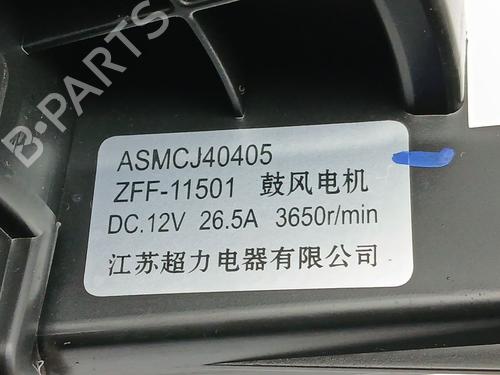 B-PARTS
ASMCJ40405
ZFF-11501 鼓风电机
DC.12V 26.5A 3650r/min
江苏超力电器有限公司